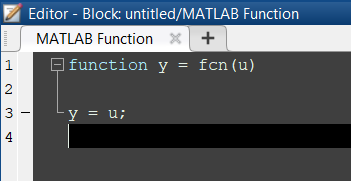 Editor - Block: untitled/MATLAB Function
MATLAB Function
1 function y = fcn(u)
2
3 y = u;
4